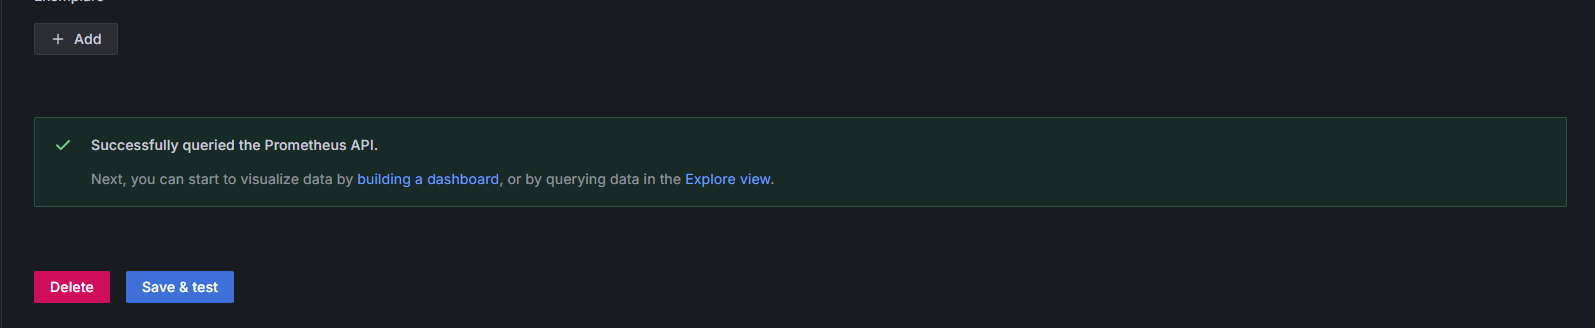 Exemplars
Add
Successfully queried the Prometheus API.
Next, you can start to visualize data by building a dashboard, or by querying data in the Explore view.
Delete
Save & test